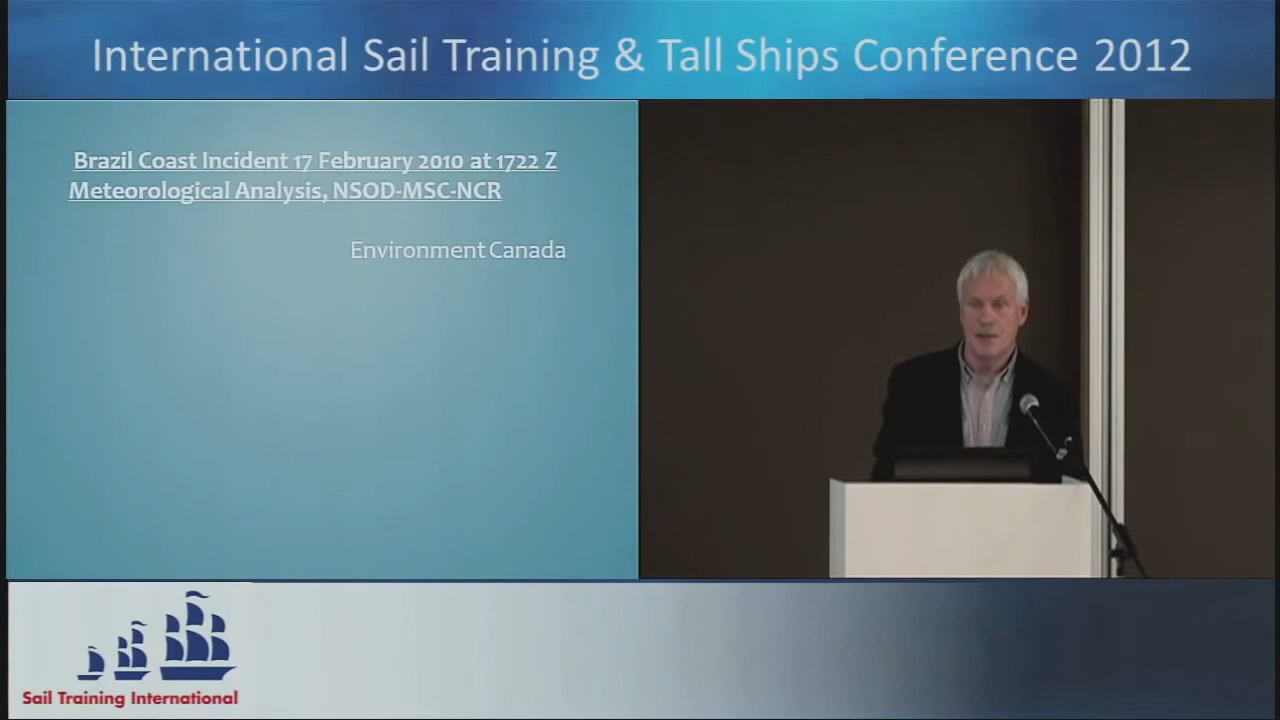 International Sail Training & Tall Ships Conference 2012
Brazil Coast Incident 17 February 2010 at 1722 Z
Meteorological Analysis, NSOD-MSC-NCR
Environment Canada
Sail Training International